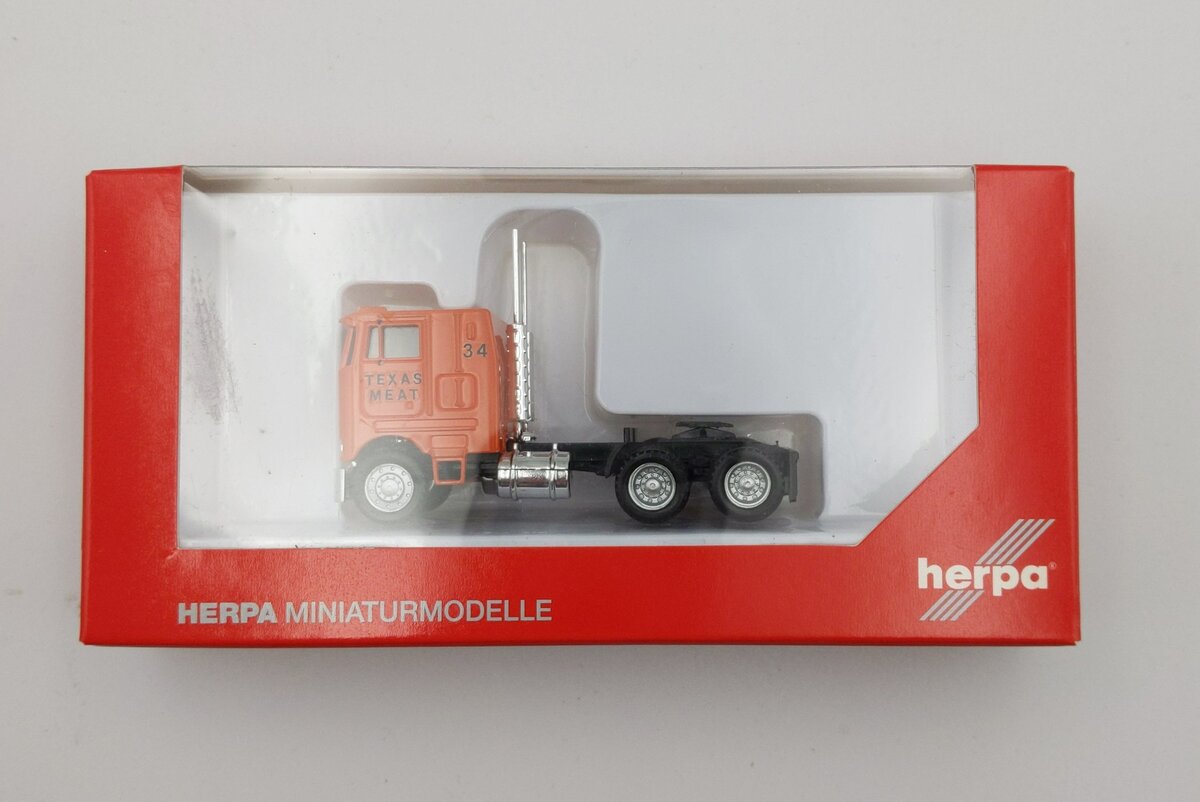 34
TEXAS
MEAT
herpa®
HERPA MINIATURMODELLE